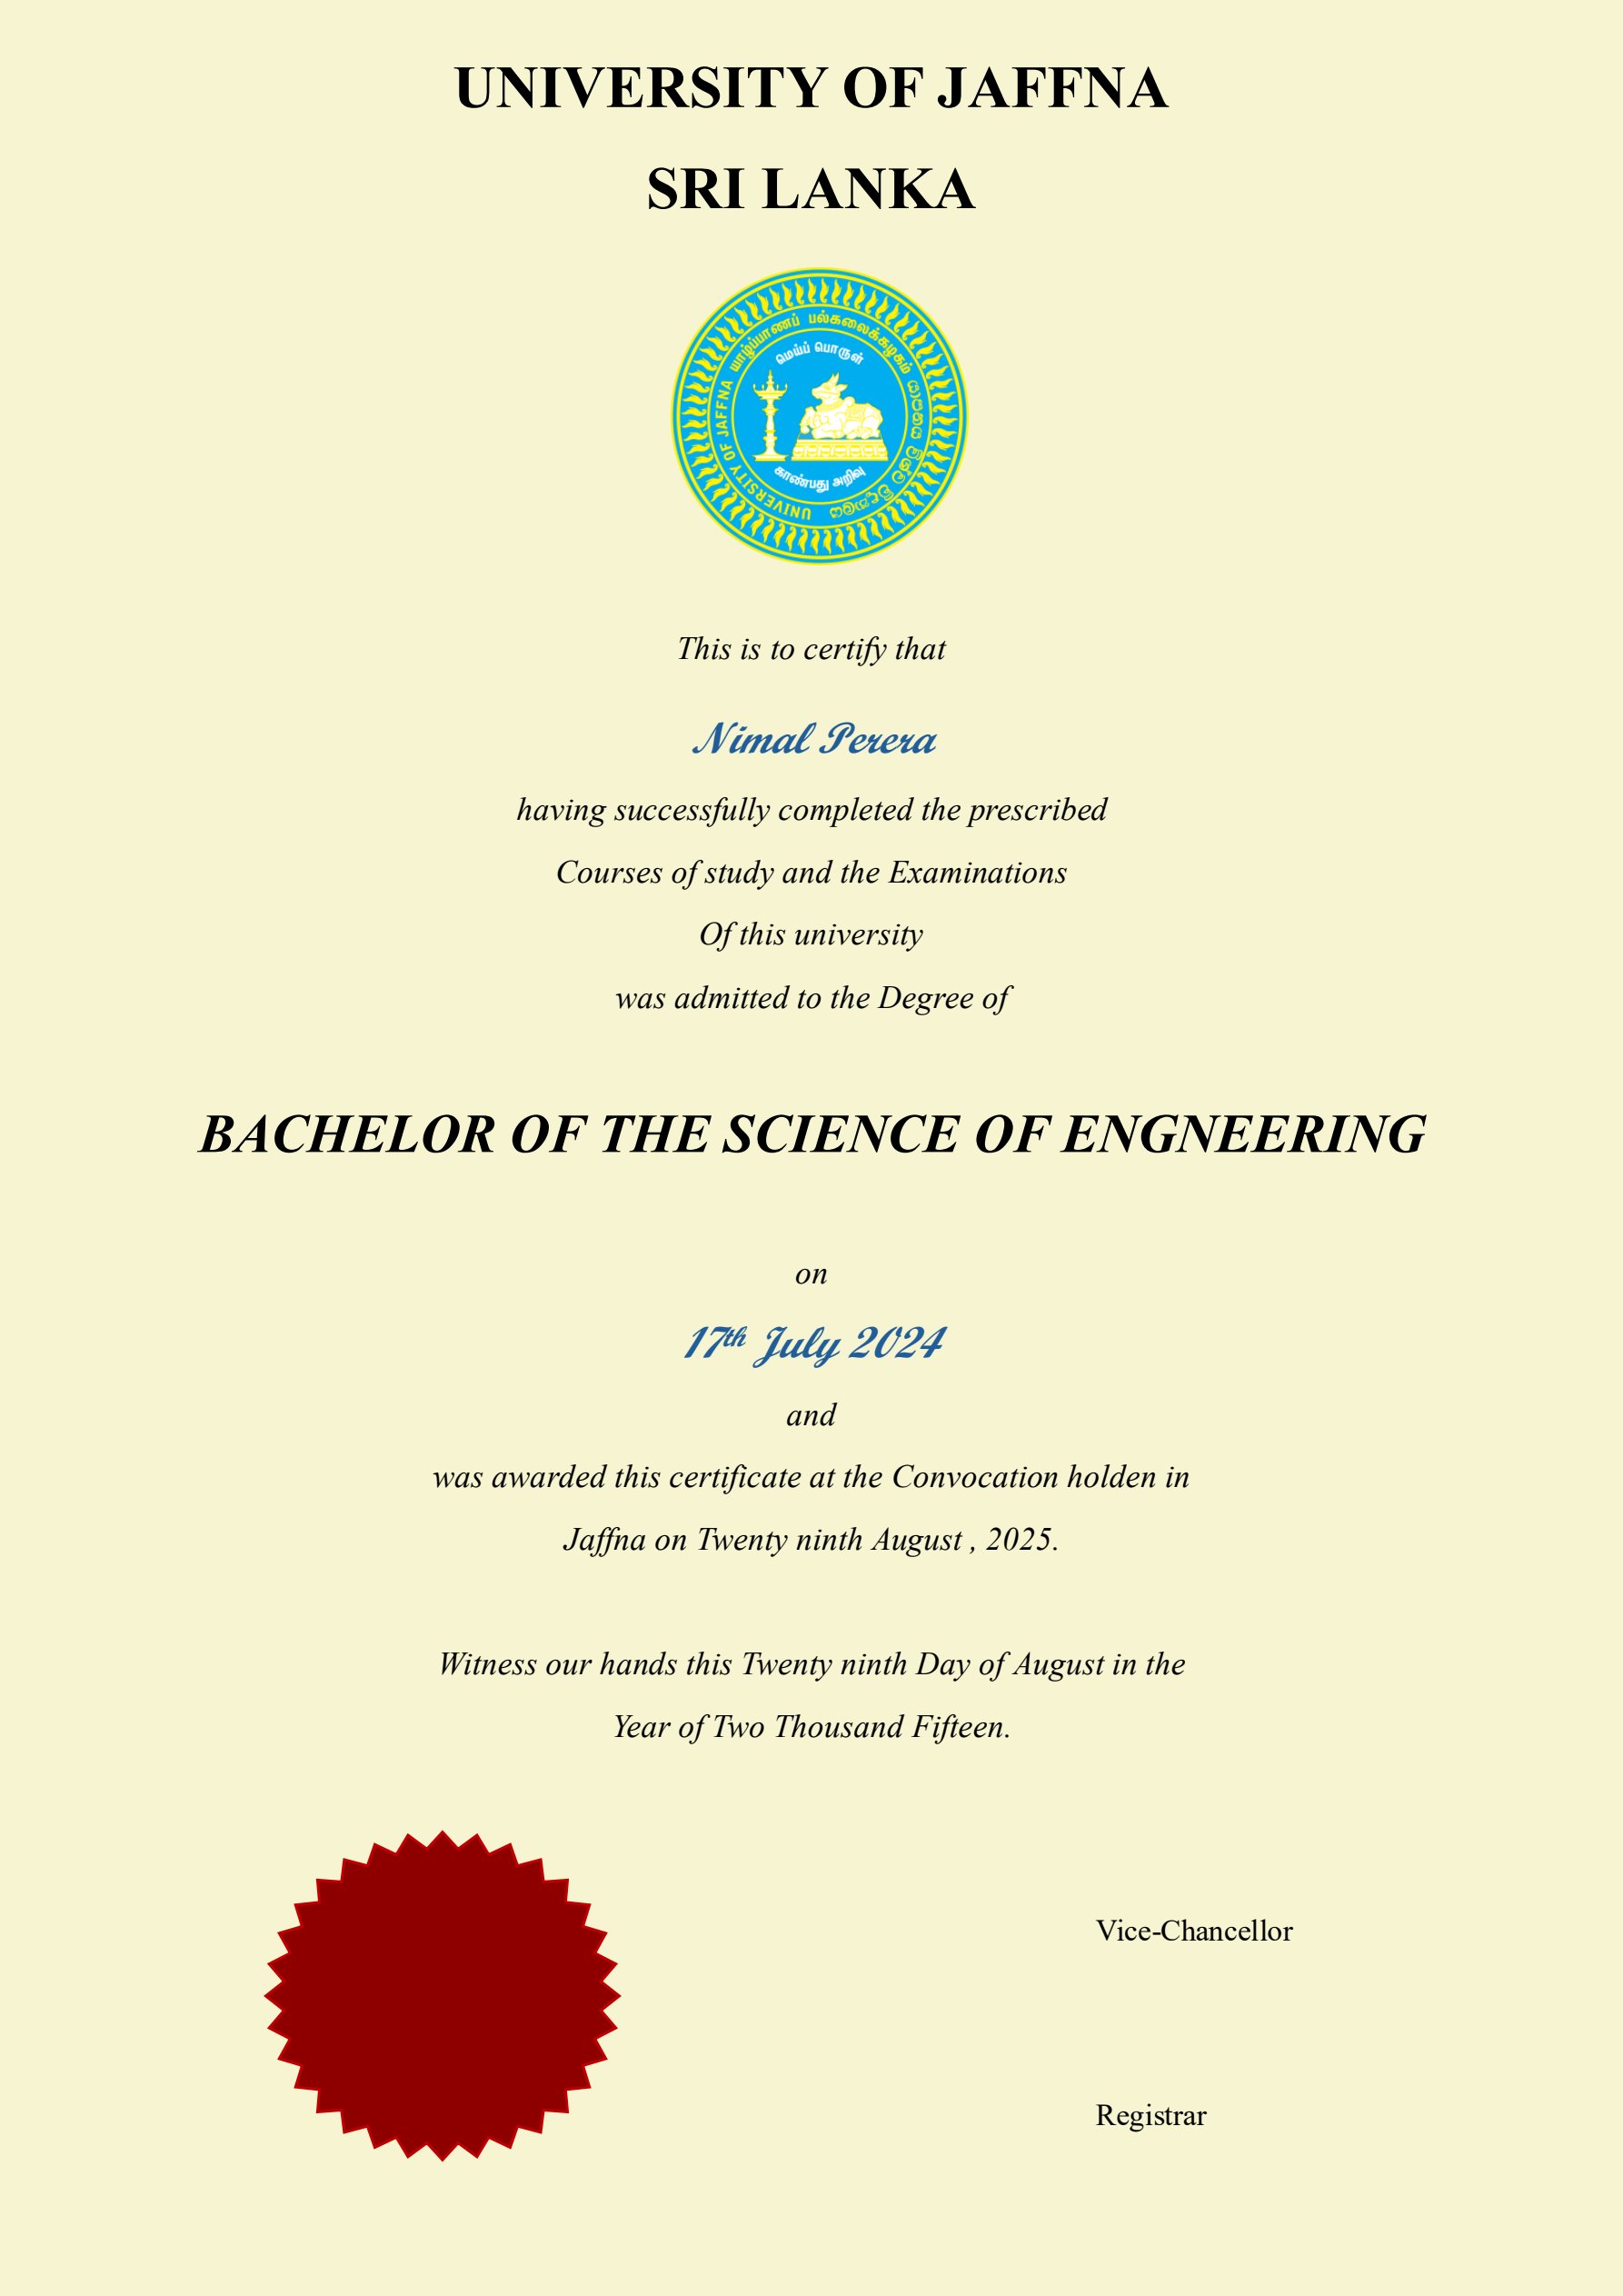 UNIVERSITY OF JAFFNA
SRI LANKA
யாழ்ப்பாணப் பல்கலைக்கழகம்
UNIVERSITY OF JAFFNA
மெய்ப் பொருள்
காண்பது அறிவு
This is to certify that
Nimal Perera
having successfully completed the prescribed
Courses of study and the Examinations
Of this university
was admitted to the Degree of
BACHELOR OF THE SCIENCE OF ENGNEERING
on
17th July 2024
and
was awarded this certificate at the Convocation holden in
Jaffna on Twenty ninth August , 2025.
Witness our hands this Twenty ninth Day of August in the
Year of Two Thousand Fifteen.
Vice-Chancellor
Registrar